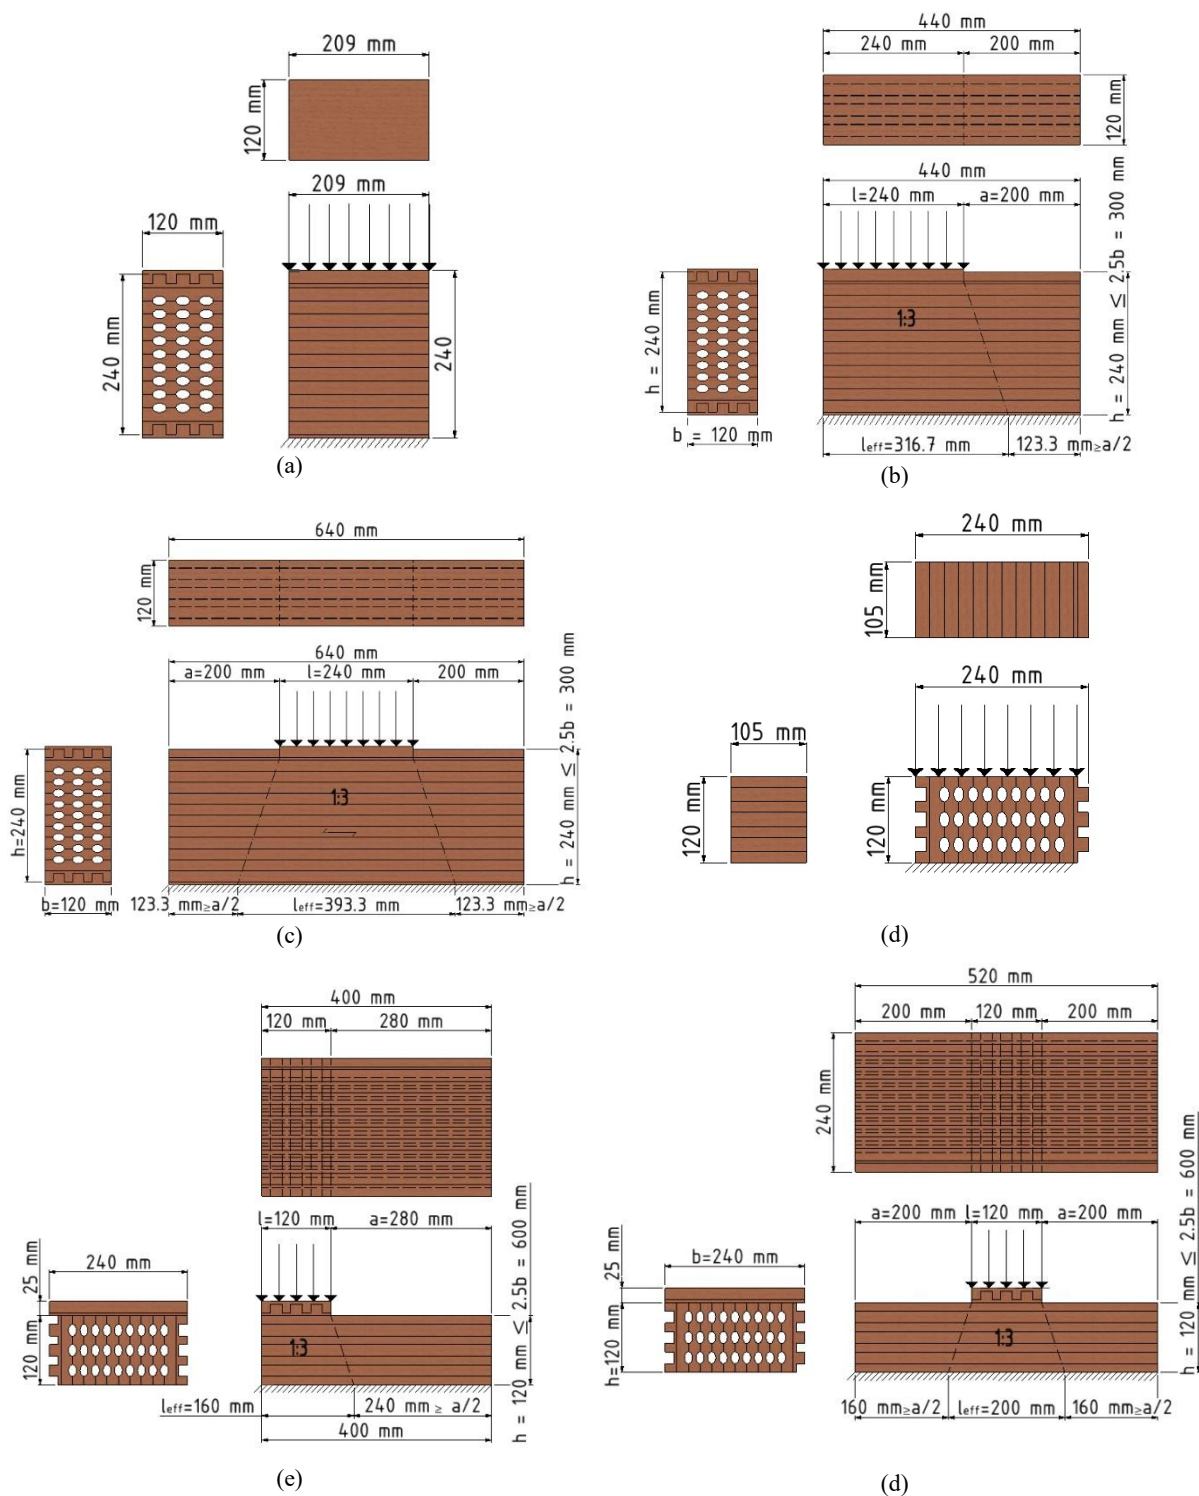 209 mm
120 mm
209 mm
120 mm
240 mm
240
(a)
440 mm
240 mm 200 mm
120 mm
440 mm
l=240 mm a=200 mm
1:3
h = 240 mm
b = 120 mm
h = 240 mm ≤ 2.5b = 300 mm
leff=316.7 mm 123.3 mm≥a/2
(b)
640 mm
120 mm
640 mm
a=200 mm l=240 mm 200 mm
1:3
h=240 mm
h = 240 mm ≤ 2.5b = 300 mm
b=120 mm 123.3 mm≥a/2 leff=393.3 mm 123.3 mm≥a/2
(c)
240 mm
105 mm
240 mm
105 mm
120 mm
120 mm
(d)
400 mm
120 mm 280 mm
l=120 mm a=280 mm
240 mm
25 mm
120 mm
1:3
h = 120 mm ≤ 2.5b = 600 mm
leff=160 mm 240 mm ≥ a/2
400 mm
(e)
520 mm
200 mm 120 mm 200 mm
240 mm
a=200 mm l=120 mm a=200 mm
b=240 mm
25 mm
h=120 mm
1:3
h = 120 mm ≤ 2.5b = 600 mm
160 mm≥a/2 leff=200 mm 160 mm≥a/2
(d)